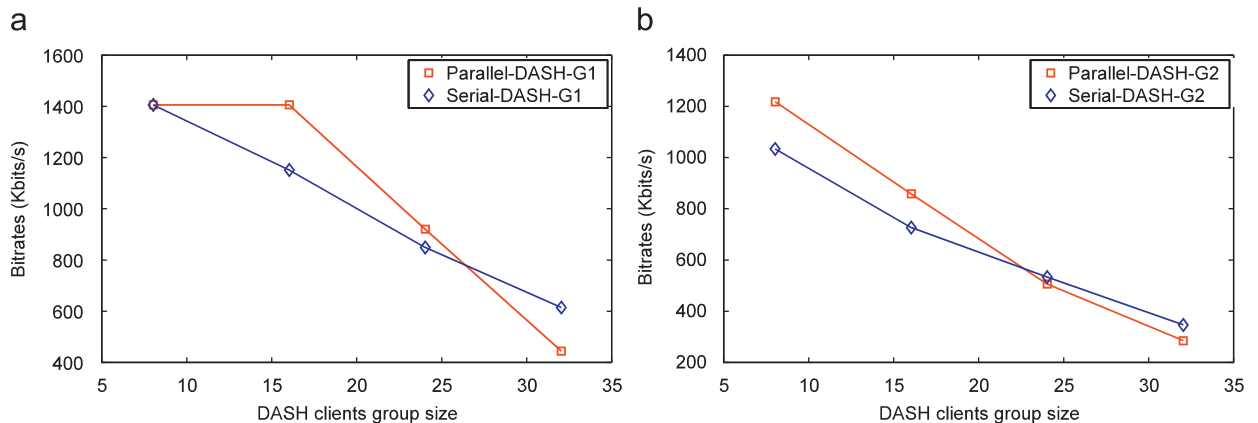 a
1600
1400
1200
1000
800
600
400
5 10 15 20 25 30 35
Bitrates (Kbits/s)
DASH clients group size
Parallel-DASH-G1
Serial-DASH-G1
b
1400
1200
1000
800
600
400
200
5 10 15 20 25 30 35
Bitrates (Kbits/s)
DASH clients group size
Parallel-DASH-G2
Serial-DASH-G2